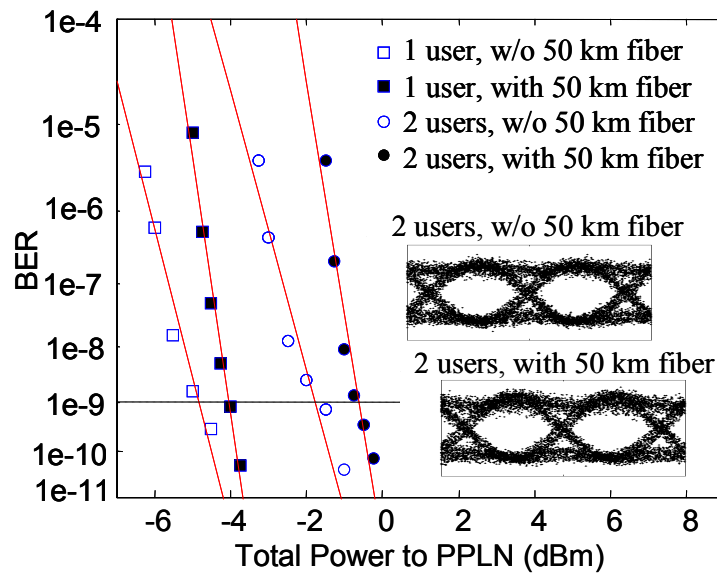 1e-4
1e-5
1e-6
1e-7
1e-8
1e-9
1e-10
1e-11
BER
1 user, w/o 50 km fiber
1 user, with 50 km fiber
2 users, w/o 50 km fiber
2 users, with 50 km fiber
2 users, w/o 50 km fiber
2 users, with 50 km fiber
-6 -4 -2 0 2 4 6 8
Total Power to PPLN (dBm)